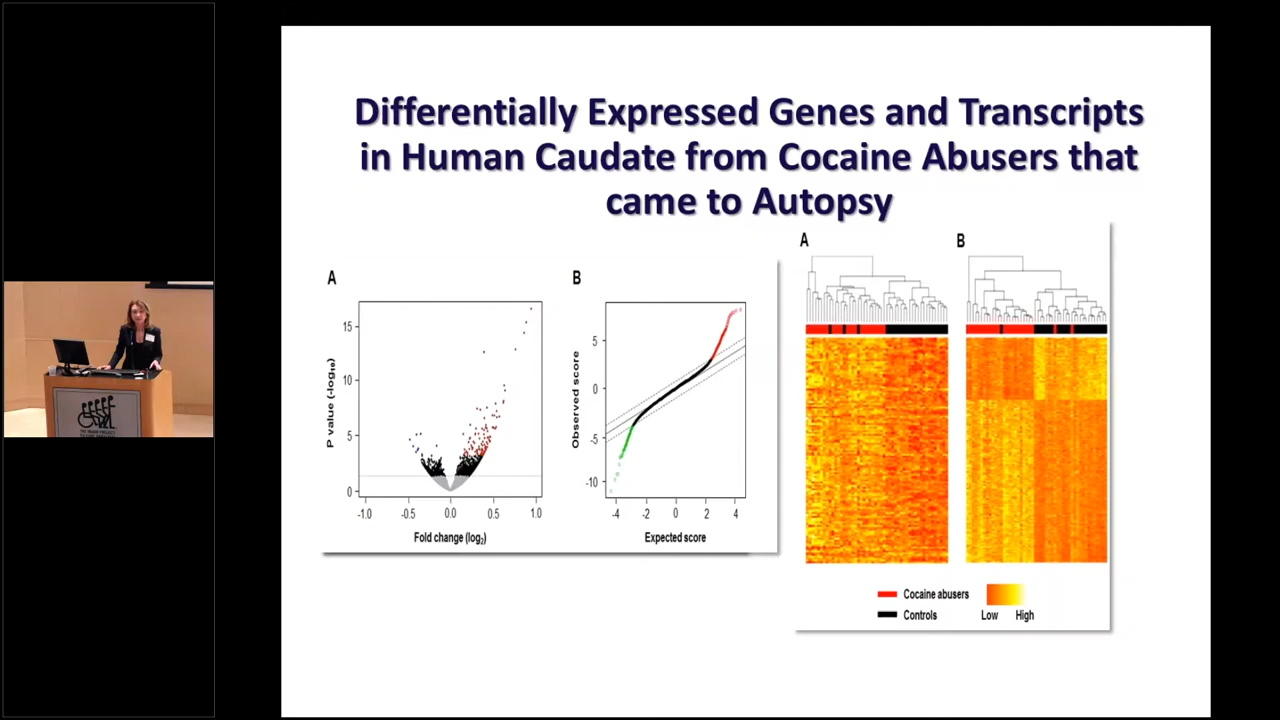 Differentially Expressed Genes and Transcripts
in Human Caudate from Cocaine Abusers that
came to Autopsy
A
B
P value (-log10)
15
10
5
0
-1.0
-0.5
0.0
0.5
1.0
Fold change (log2)
Observed score
5
0
-5
-10
-4
-2
0
2
4
Expected score
A
B
Cocaine abusers
Controls
Low
High